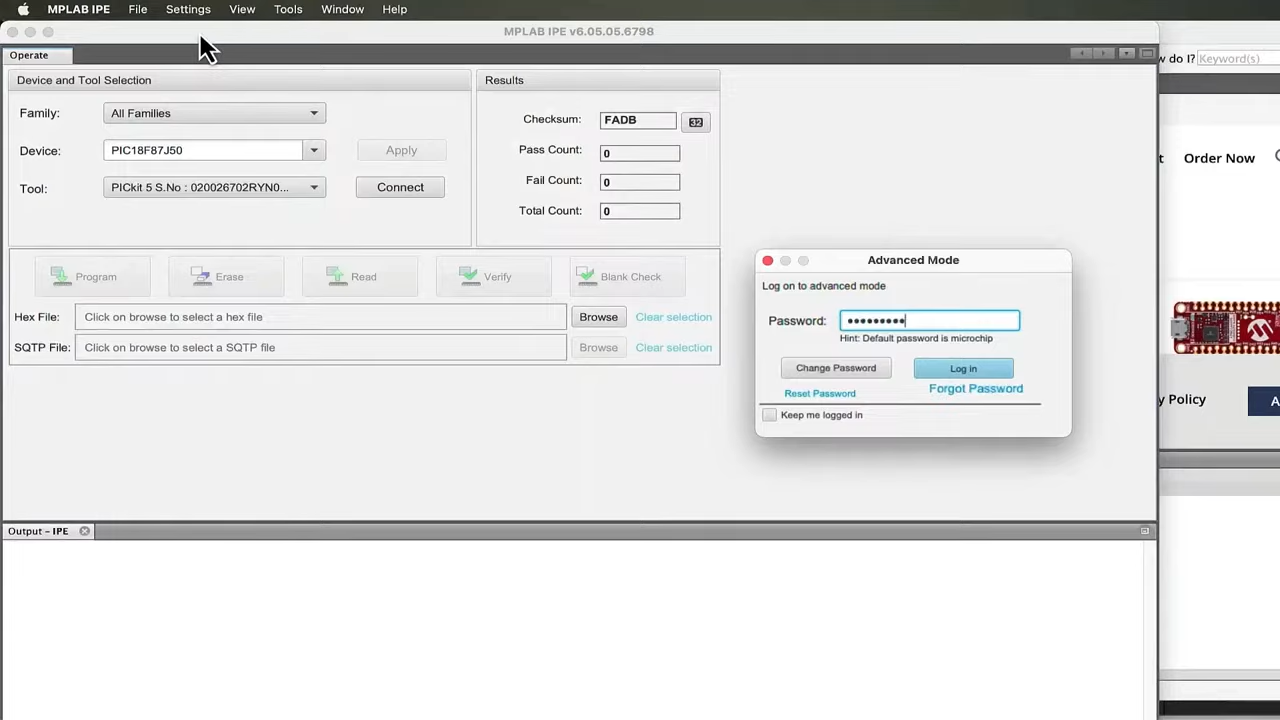 MPLAB IPE File Settings View Tools Window Help
MPLAB IPE v6.05.05.6798
w do I? Keyword(s)
Operate
Device and Tool Selection
Results
Family: All Families
Checksum: FADB 32
Device: PIC18F87J50 Apply
Pass Count: 0
t Order Now
Tool: PICkit 5 S.No : 020026702RYN0... Connect
Fail Count: 0
Total Count: 0
Program Erase Read Verify Blank Check
Hex File: Click on browse to select a hex file Browse Clear selection
SQTP File: Click on browse to select a SQTP file Browse Clear selection
Advanced Mode
Log on to advanced mode
Password: •••••••••
Hint: Default password is microchip
Change Password Log in
Reset Password Forgot Password
Keep me logged in
y Policy A
Output – IPE